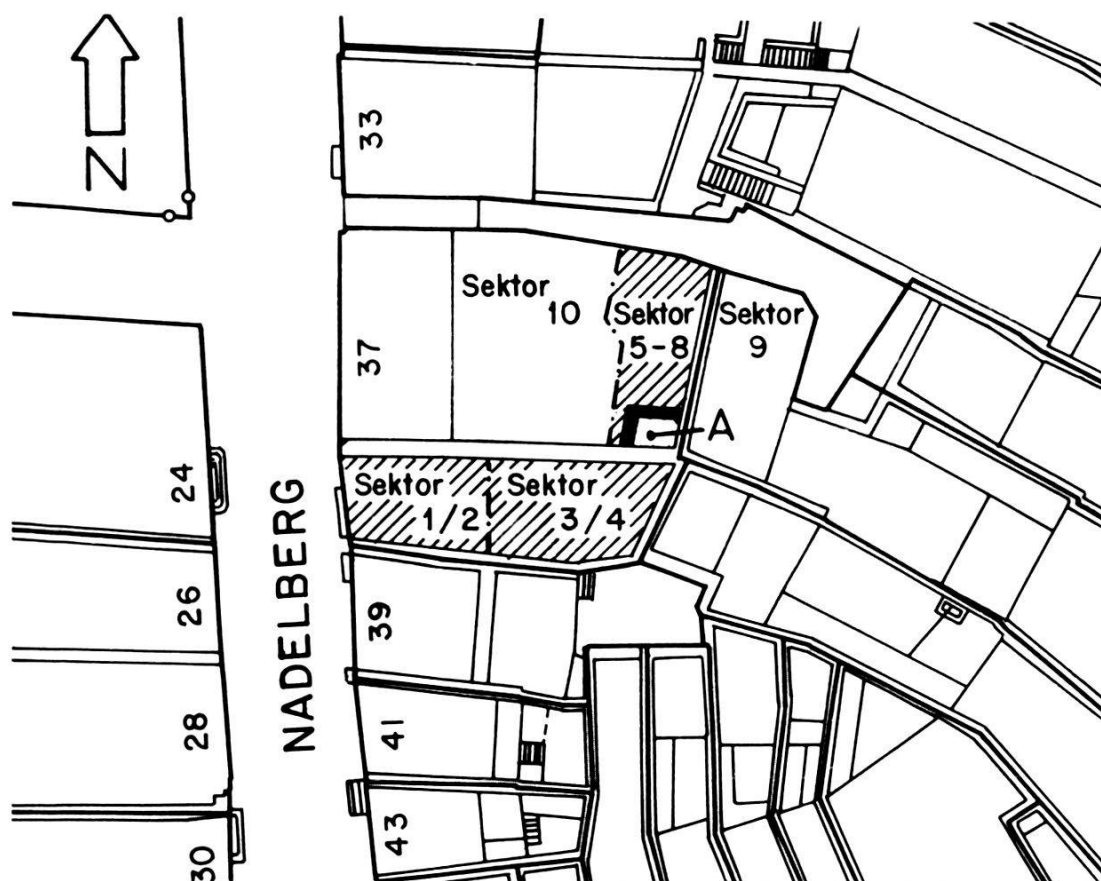 N
33
Sektor
10
Sektor
5-8
Sektor
9
37
A
Sektor
1/2
Sektor
3/4
24
NADELBERG
26
39
28
41
43
30